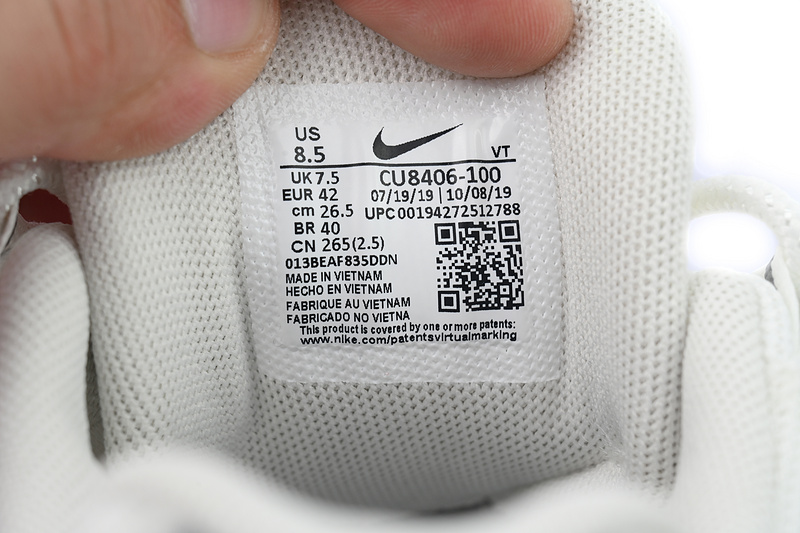 US
8.5
VT
UK 7.5
CU8406-100
EUR 42
07/19/19 | 10/08/19
cm 26.5
UPC 00194272512788
BR 40
CN 265(2.5)
013BEAF835DDN
MADE IN VIETNAM
HECHO EN VIETNAM
FABRIQUE AU VIETNAM
FABRICADO NO VIETNA
This product is covered by one or more patents:
www.nike.com/patentsvirtualmarking